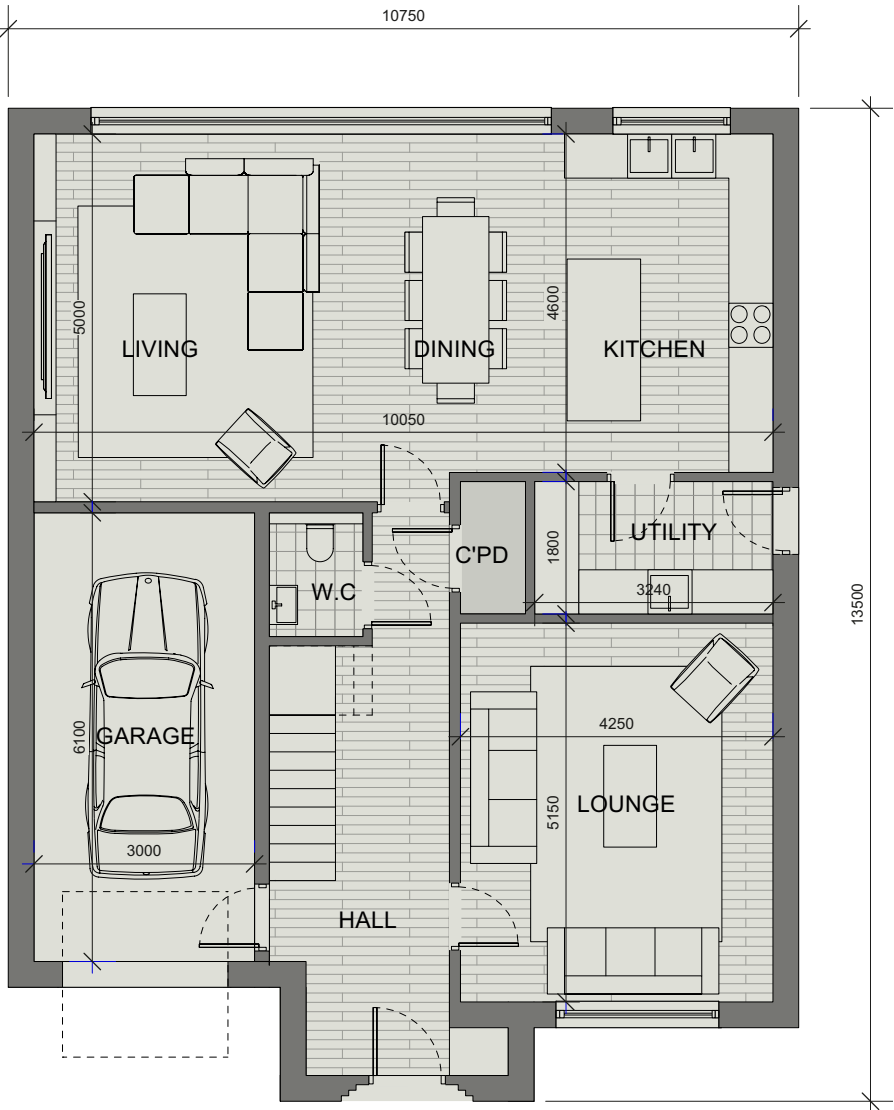 10750
5000
4600
LIVING
DINING
KITCHEN
10050
C'PD
1800
UTILITY
W.C
3240
13500
6100
GARAGE
4250
5150
LOUNGE
3000
HALL